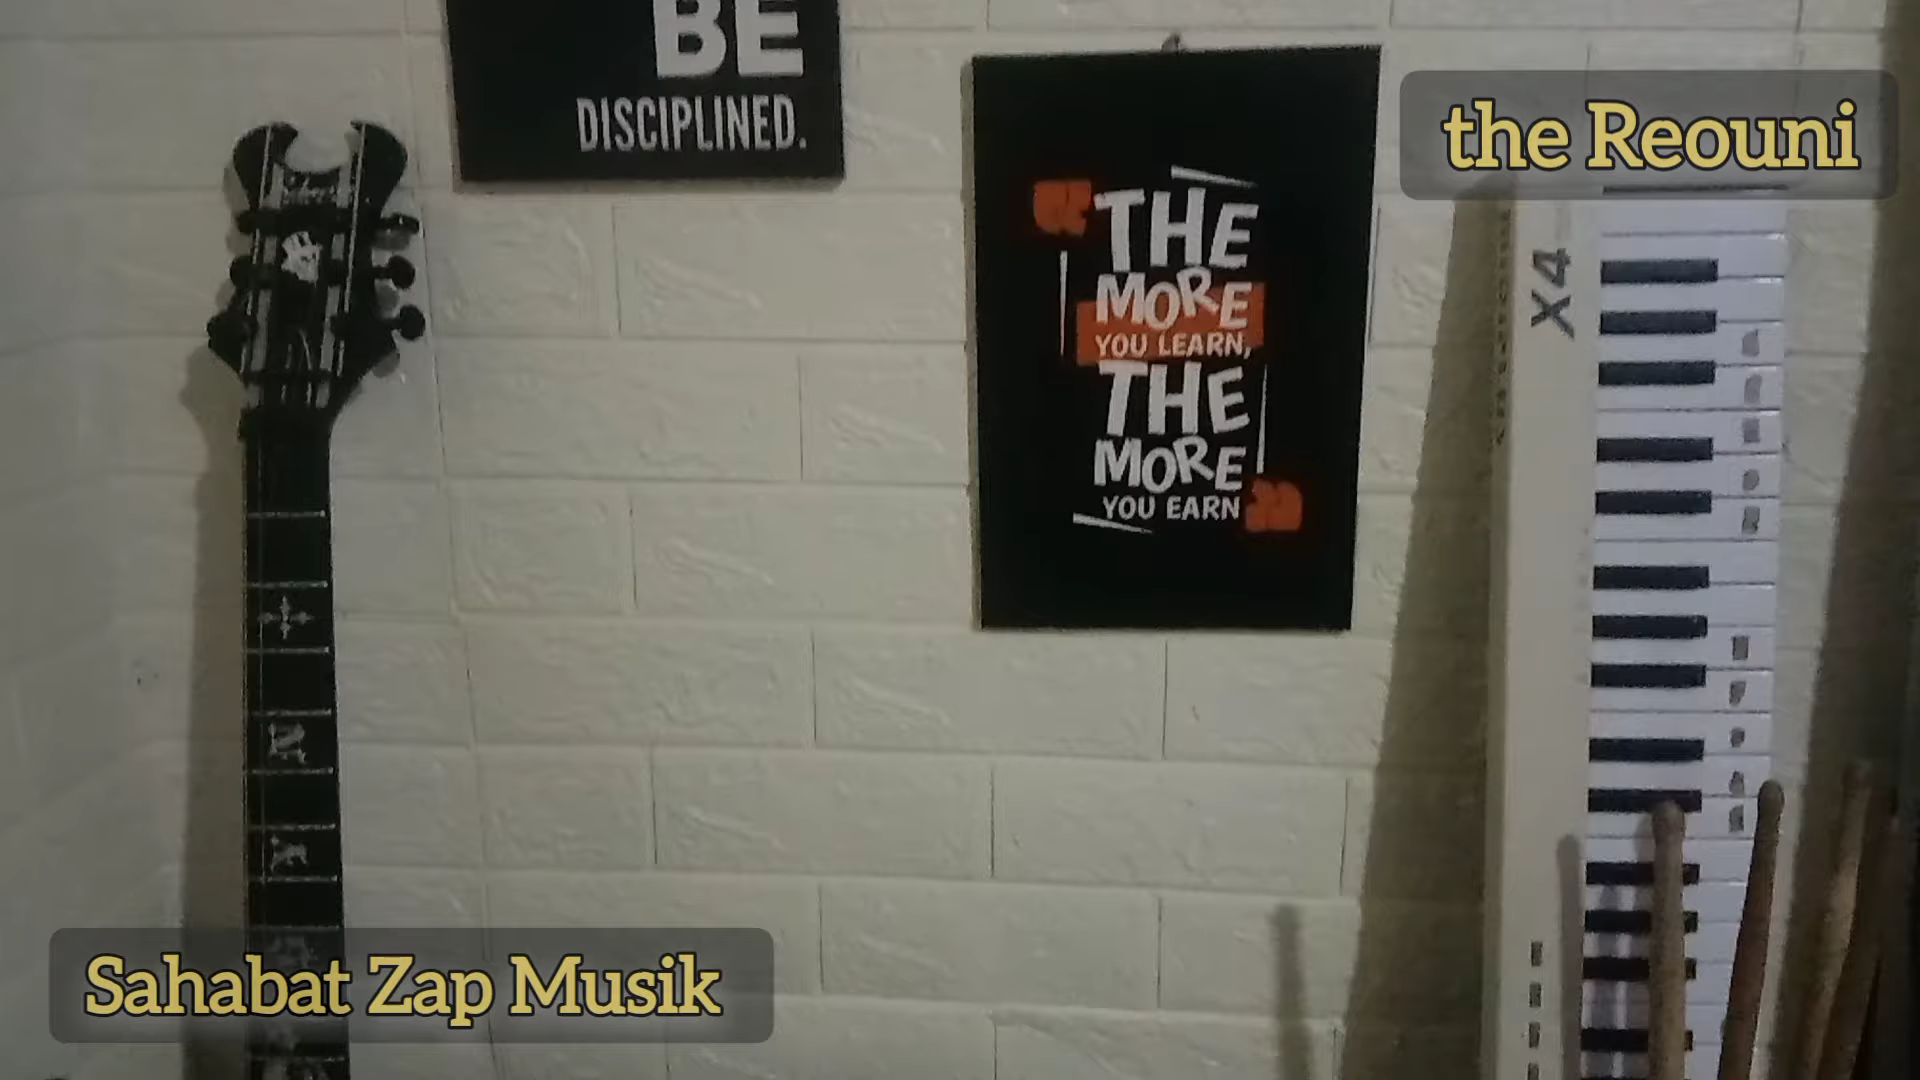 BE
DISCIPLINED.
the Reouni
THE
MORE
YOU LEARN,
THE
MORE
YOU EARN
X4
Sahabat Zap Musik